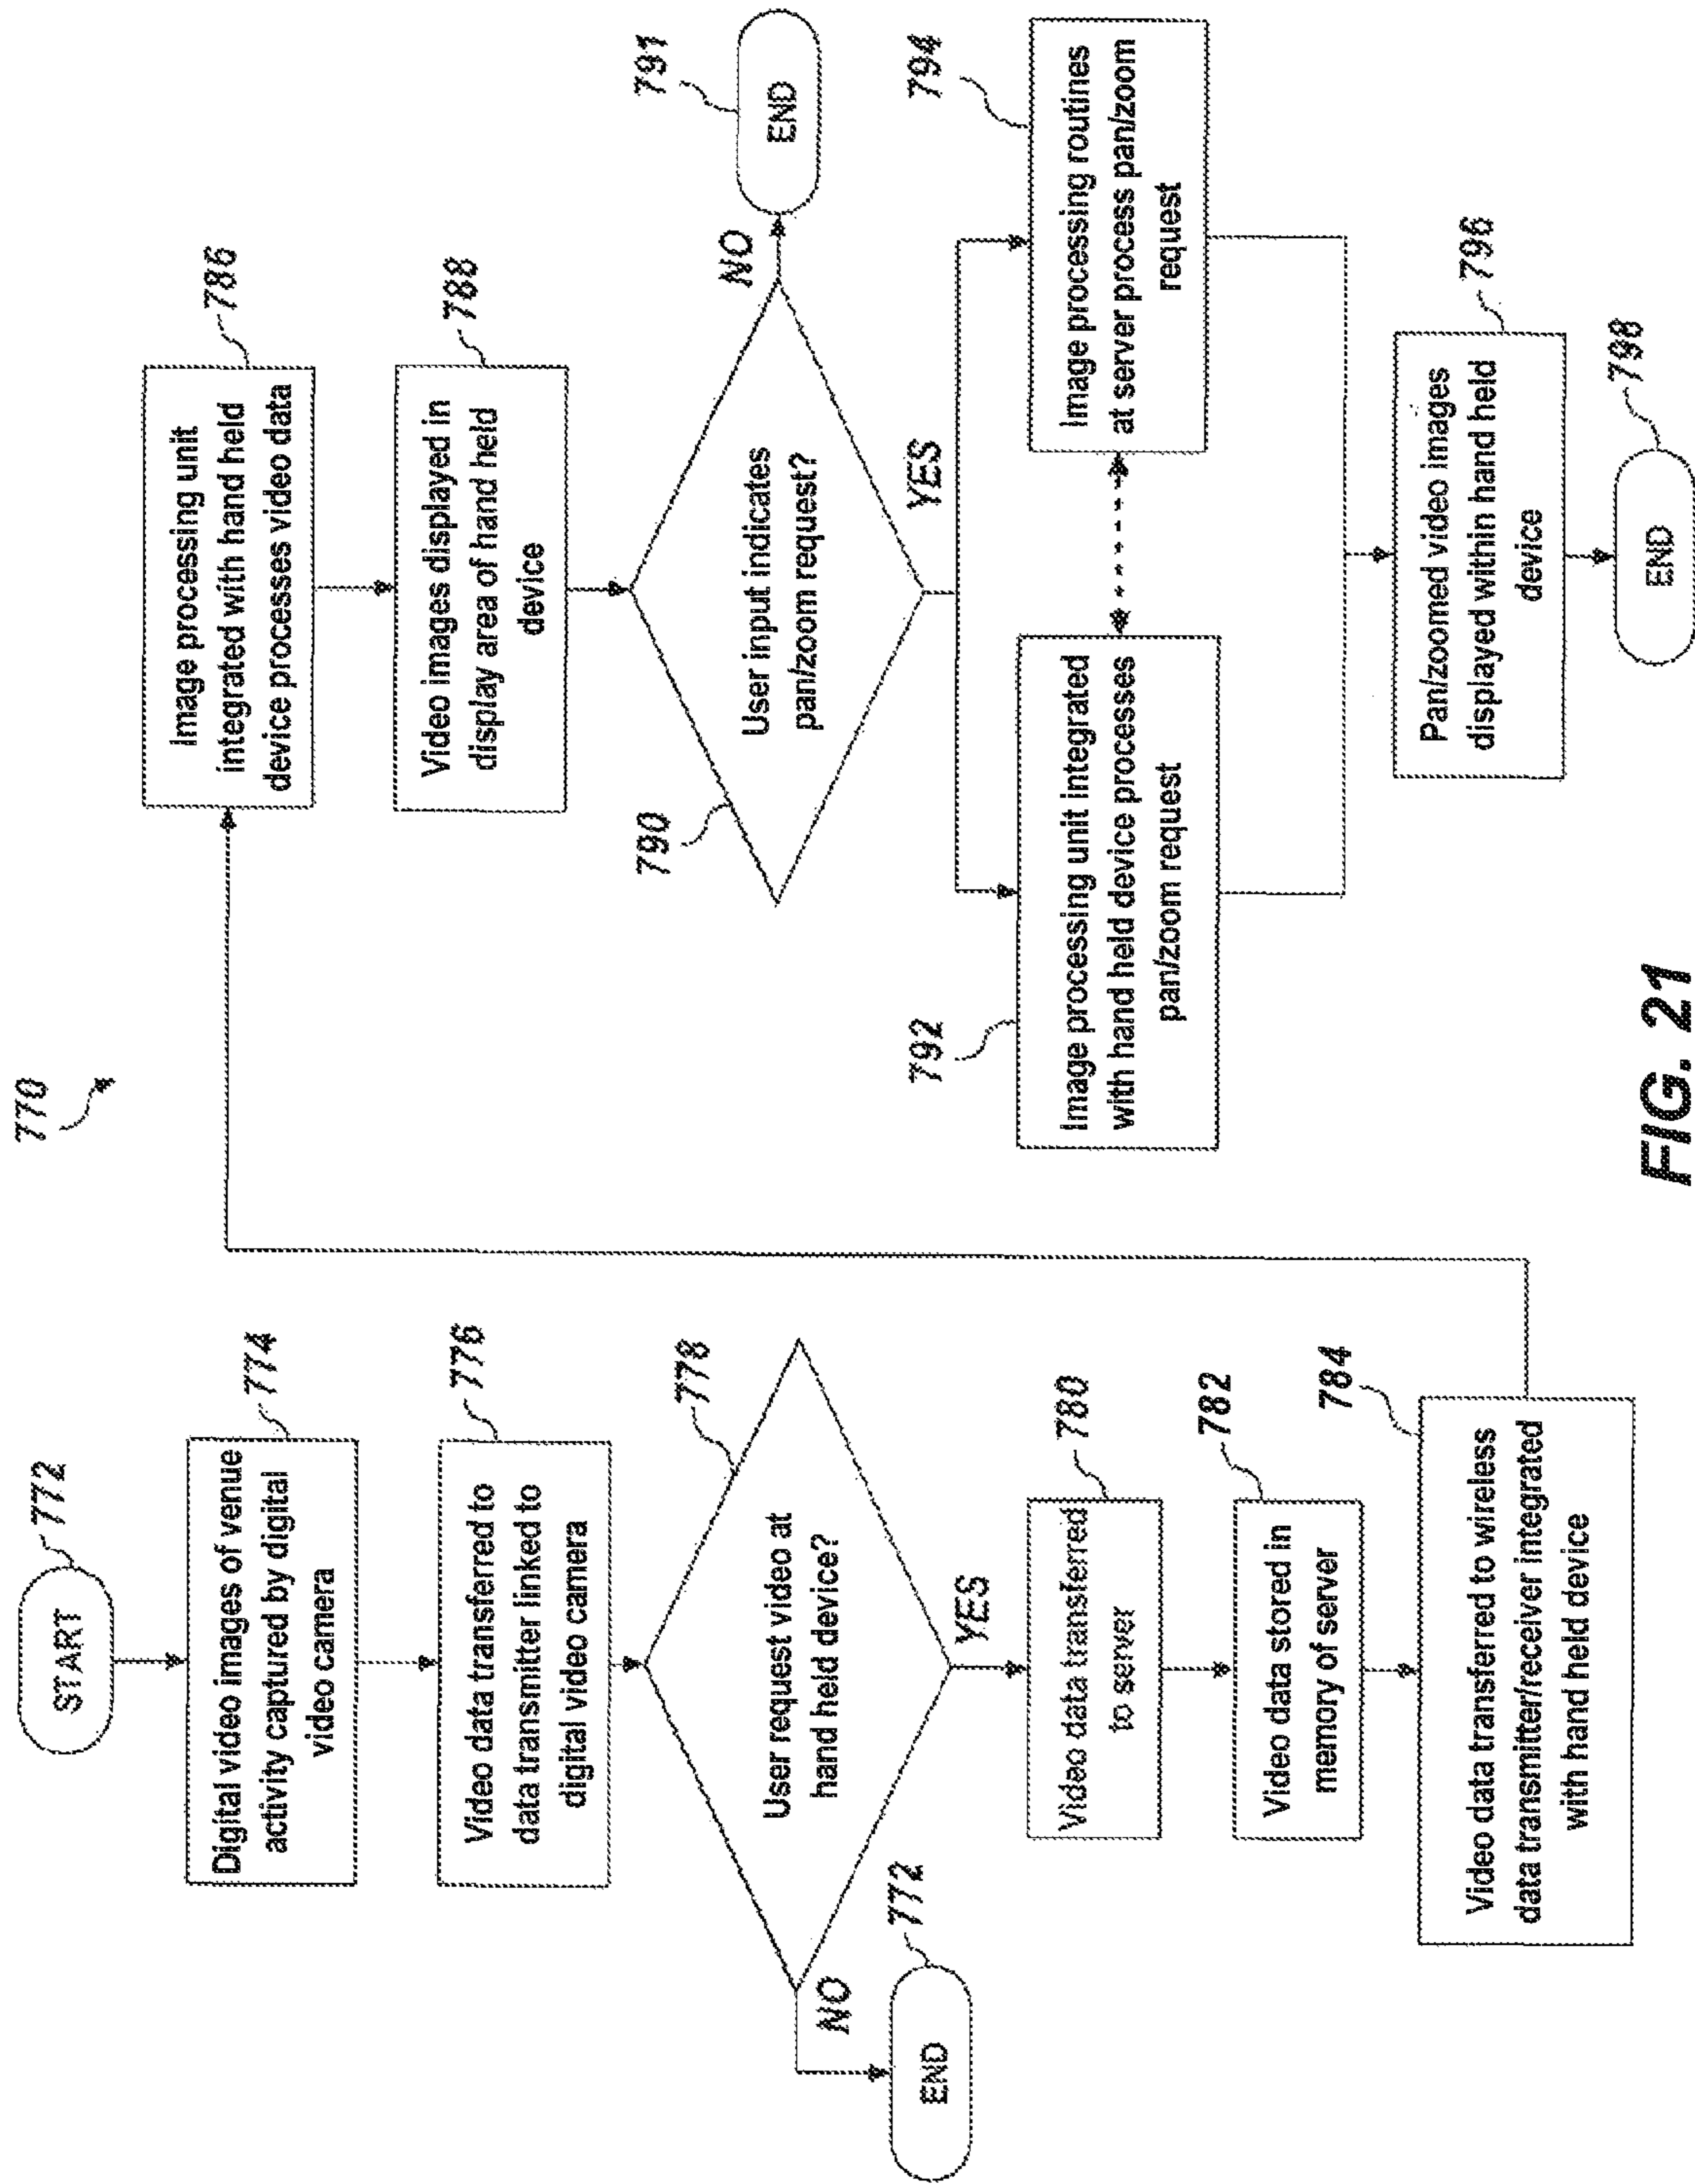 770
START
772
Digital video images of venue
activity captured by digital
video camera
774
Video data transferred to
data transmitter linked to
digital video camera
776
User request video at
hand held device?
778
NO
END
772
YES
Video data transferred
to server
780
Video data stored in
memory of server
782
Video data transferred to wireless
data transmitter/receiver integrated
with hand held device
784
Image processing unit
integrated with hand held
device processes video data
786
Video images displayed in
display area of hand held
device
788
User input indicates
pan/zoom request?
790
NO
END
791
YES
Image processing unit integrated
with hand held device processes
pan/zoom request
792
Image processing routines
at server process pan/zoom
request
794
Pan/zoomed video images
displayed within hand held
device
796
END
798
FIG. 21